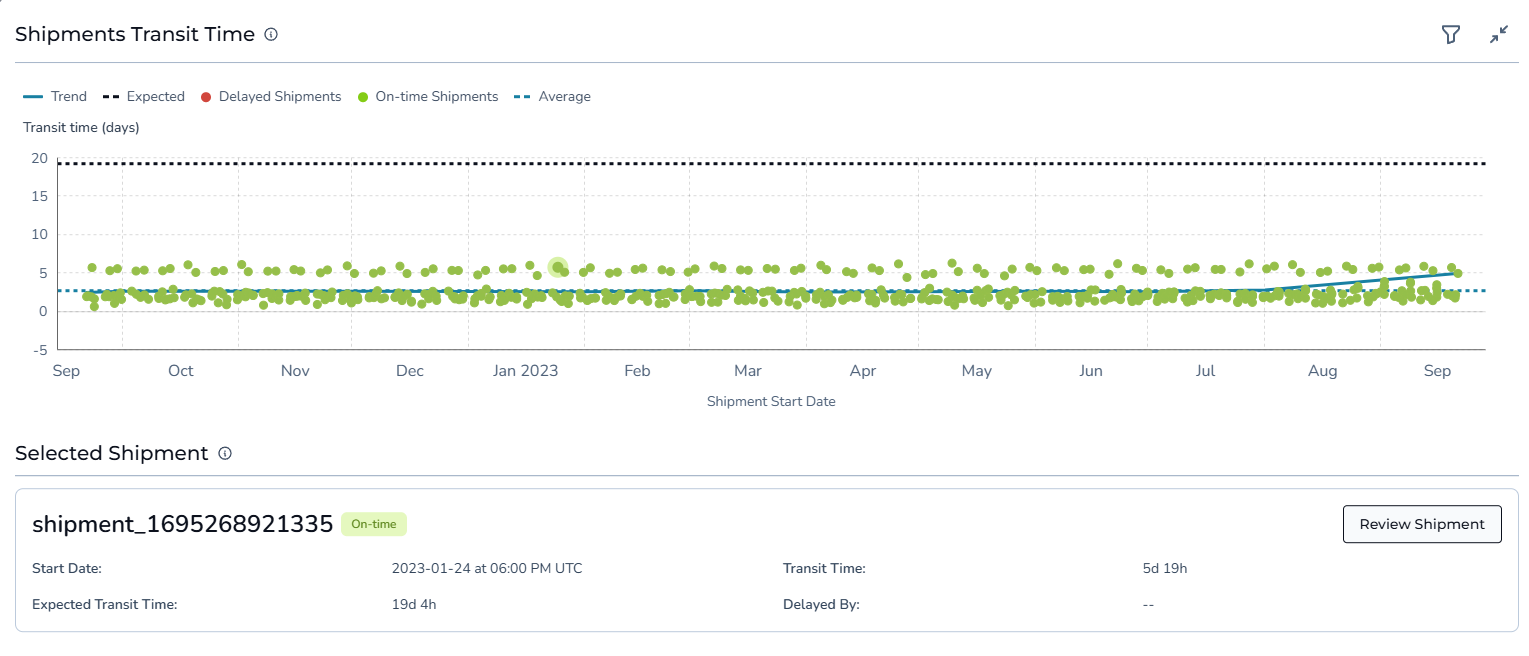 Shipments Transit Time
Trend Expected Delayed Shipments On-time Shipments Average
Transit time (days)
20
15
10
5
0
-5
Sep Oct Nov Dec Jan 2023 Feb Mar Apr May Jun Jul Aug Sep
Shipment Start Date
Selected Shipment
shipment_1695268921335 On-time Review Shipment
Start Date: 2023-01-24 at 06:00 PM UTC Transit Time: 5d 19h
Expected Transit Time: 19d 4h Delayed By: --